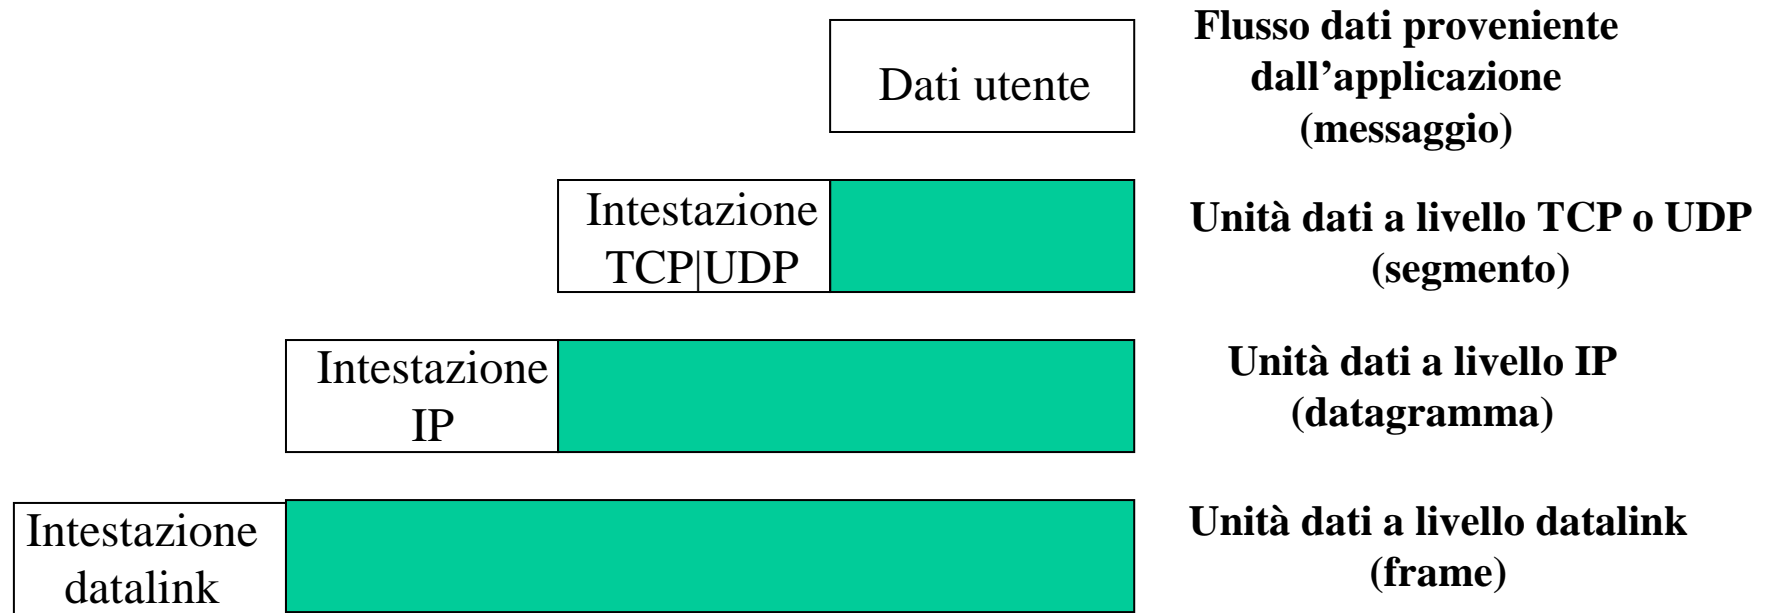 Dati utente
Flusso dati proveniente
dall’applicazione
(messaggio)
Intestazione
TCP|UDP
Unità dati a livello TCP o UDP
(segmento)
Intestazione
IP
Unità dati a livello IP
(datagramma)
Intestazione
datalink
Unità dati a livello datalink
(frame)